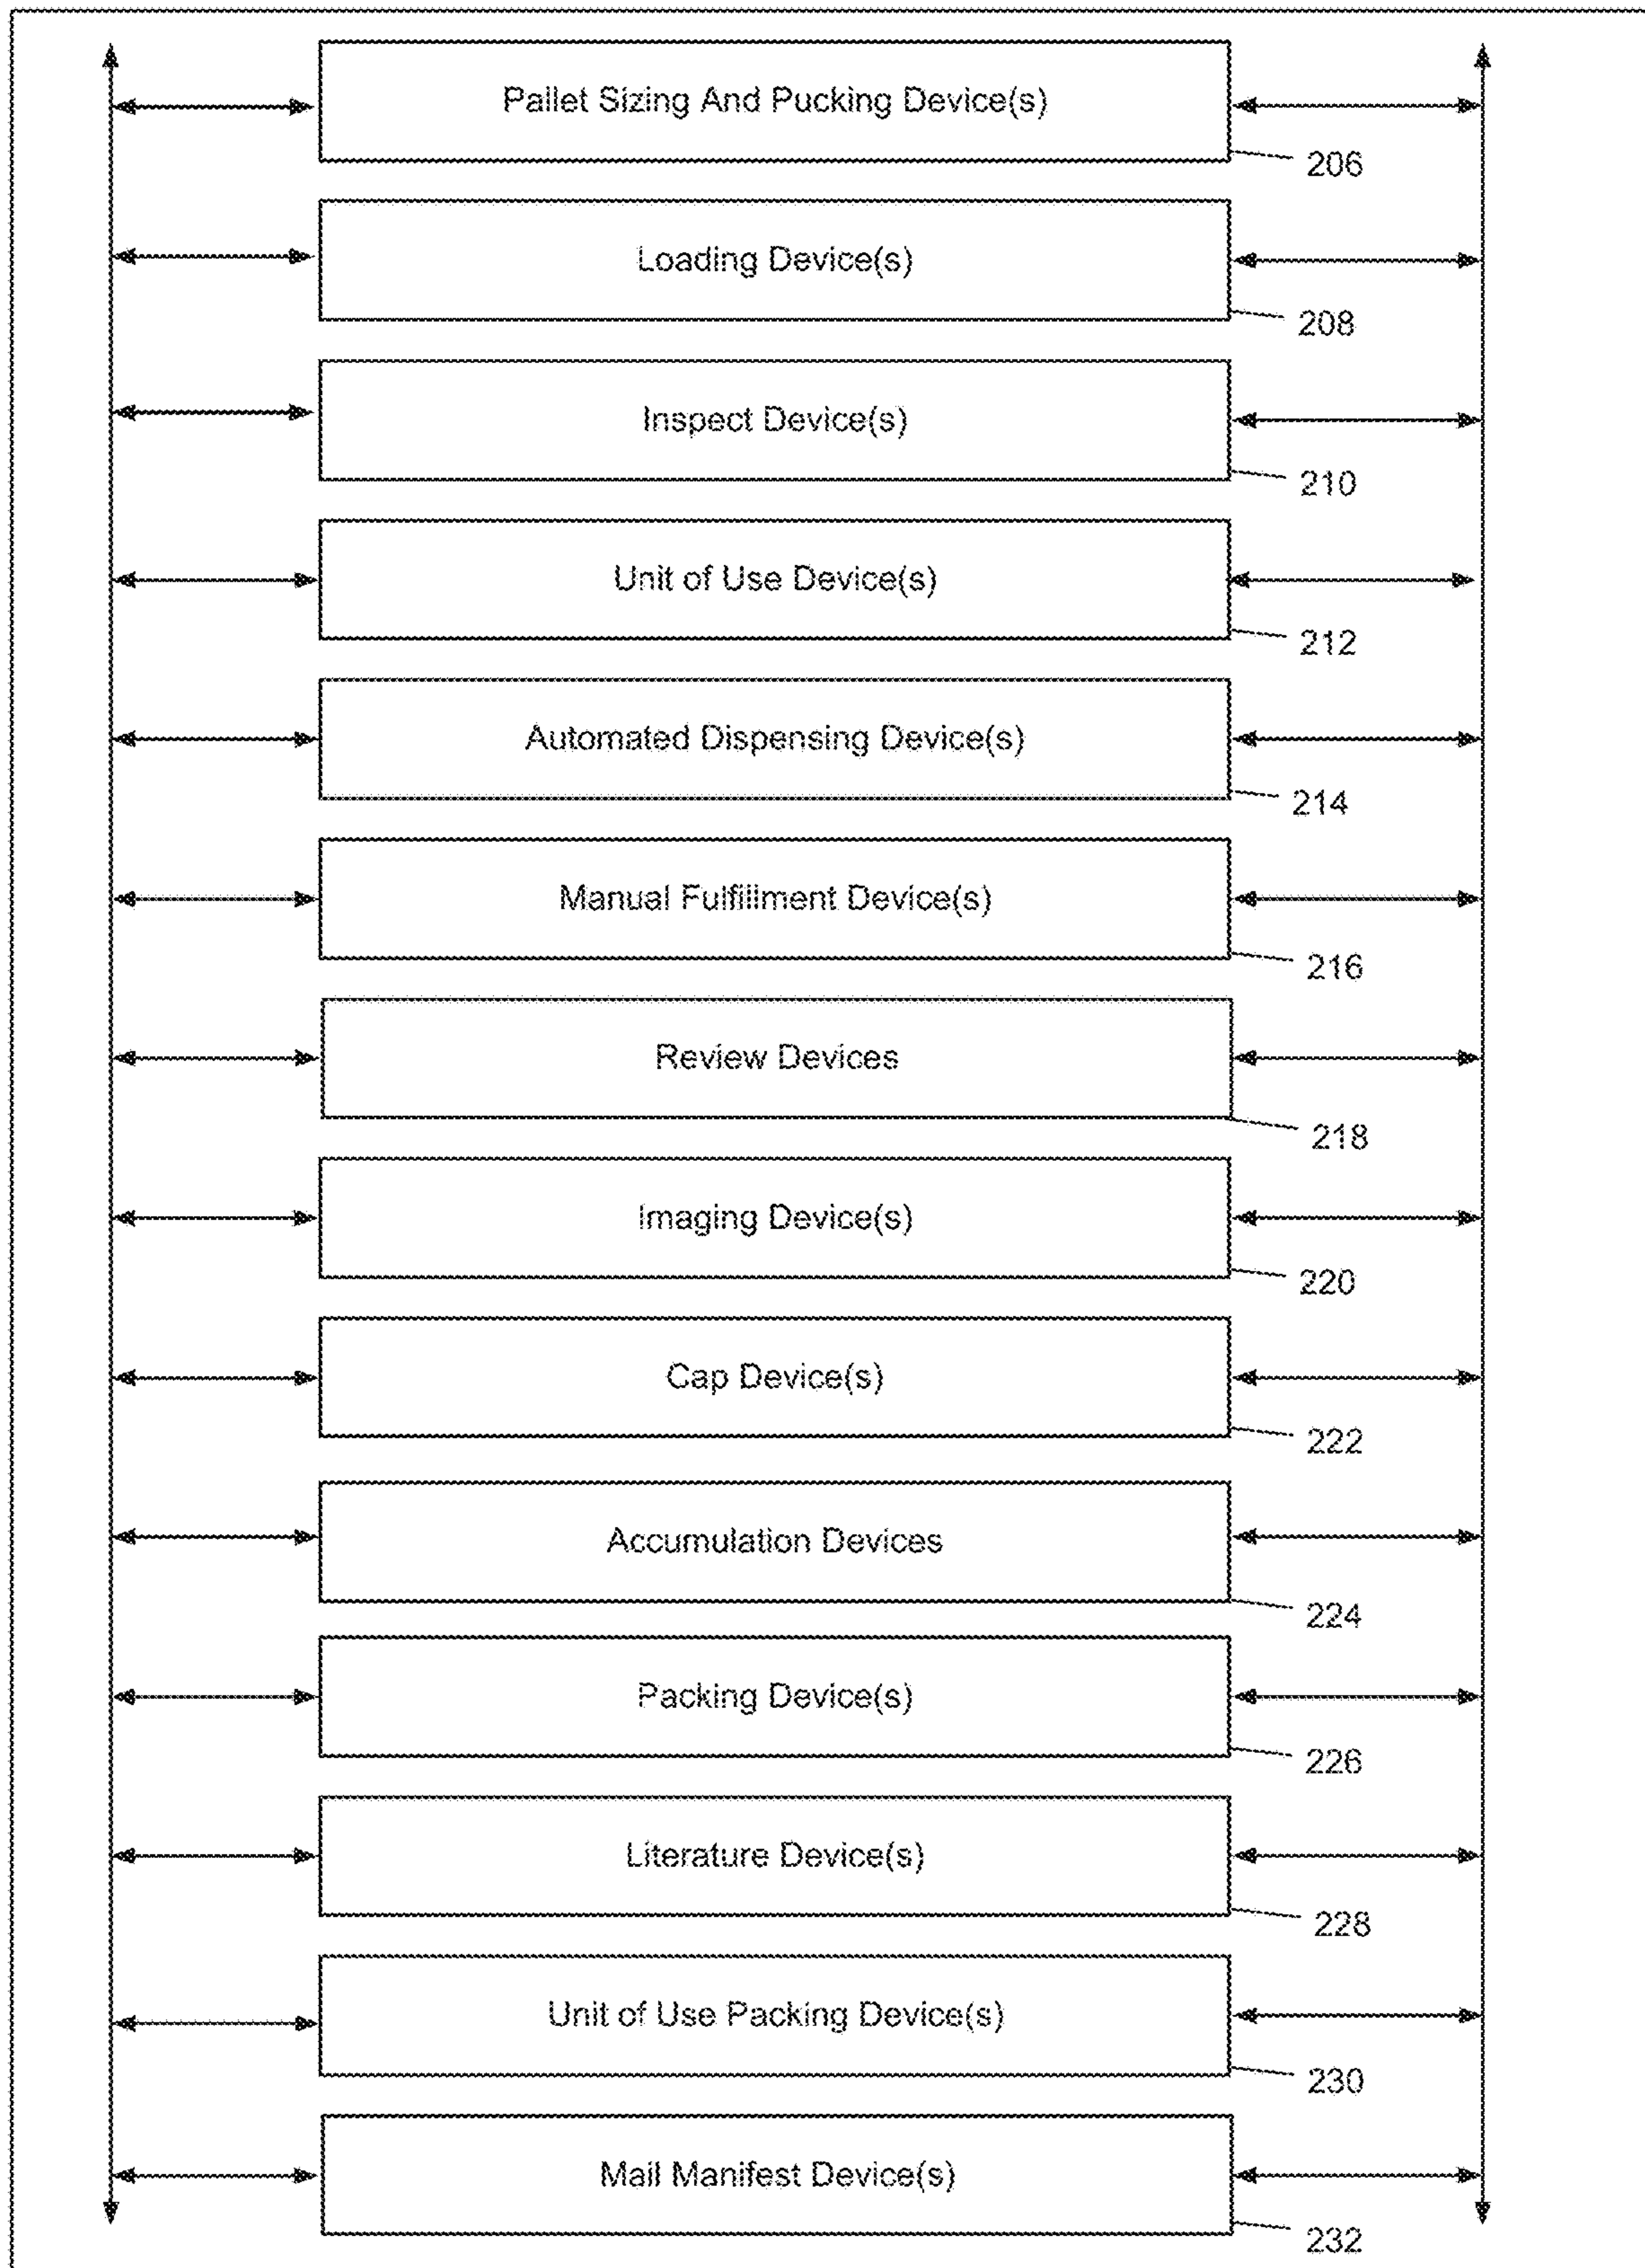 Pallet Sizing And Pucking Device(s)
206
Loading Device(s)
208
Inspect Device(s)
210
Unit of Use Device(s)
212
Automated Dispensing Device(s)
214
Manual Fulfillment Device(s)
216
Review Devices
218
Imaging Device(s)
220
Cap Device(s)
222
Accumulation Devices
224
Packing Device(s)
226
Literature Device(s)
228
Unit of Use Packing Device(s)
230
Mail Manifest Device(s)
232